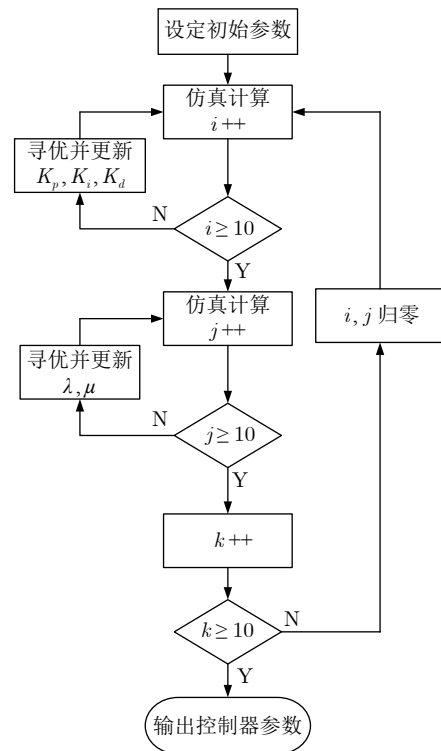 设定初始参数
仿真计算
i++
寻优并更新
K_p, K_i, K_d
N
i ≥ 10
Y
仿真计算
j++
i, j 归零
寻优并更新
λ, μ
N
j ≥ 10
Y
k++
k ≥ 10
N
Y
输出控制器参数